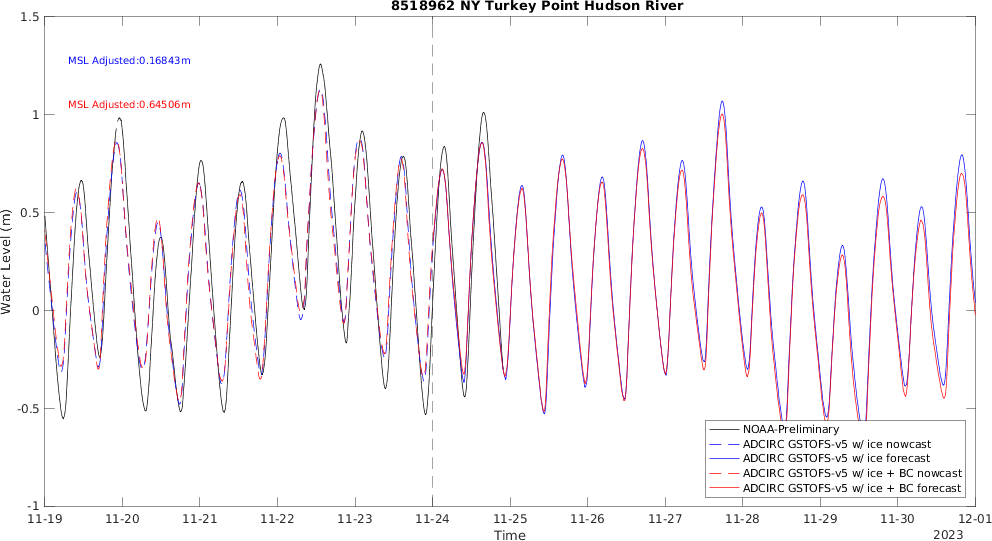 8518962 NY Turkey Point Hudson River
1.5
1
0.5
0
-0.5
-1
Water Level (m)
MSL Adjusted:0.16843m
MSL Adjusted:0.64506m
NOAA-Preliminary
ADCIRC GSTOFS-v5 w/ ice nowcast
ADCIRC GSTOFS-v5 w/ ice forecast
ADCIRC GSTOFS-v5 w/ ice + BC nowcast
ADCIRC GSTOFS-v5 w/ ice + BC forecast
11-19 11-20 11-21 11-22 11-23 11-24 11-25 11-26 11-27 11-28 11-29 11-30 12-01
Time
2023